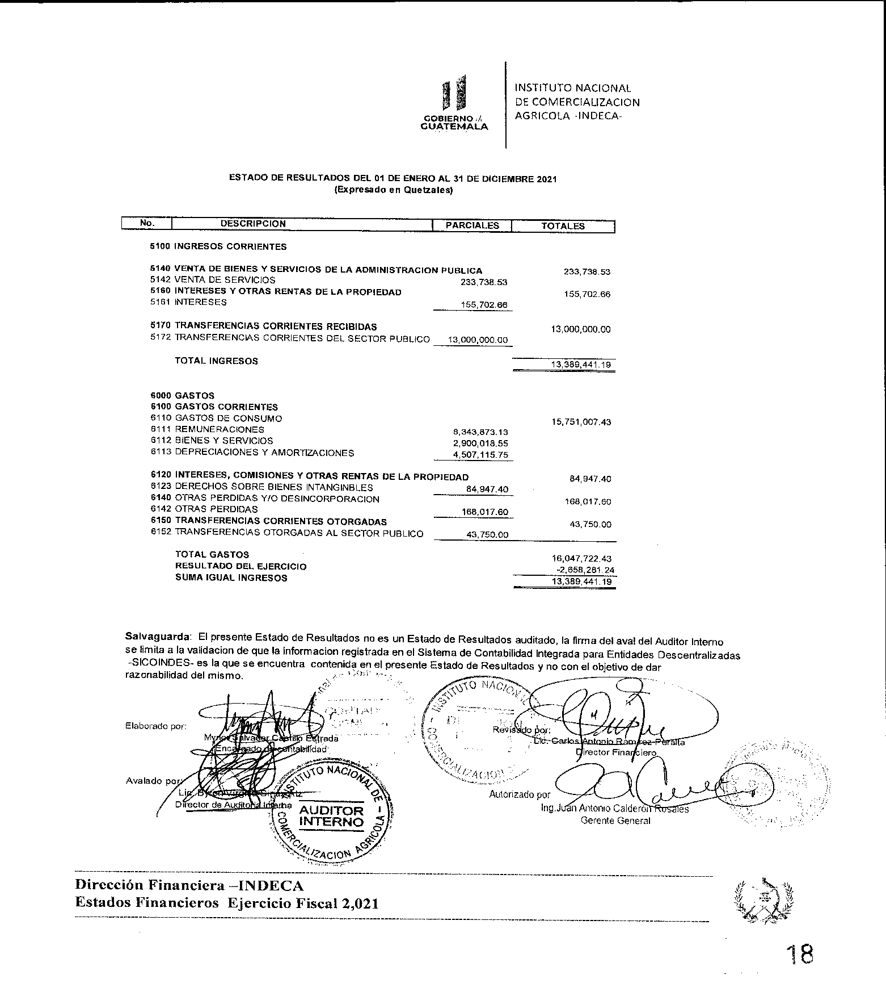 GOBIERNO de
GUATEMALA
INSTITUTO NACIONAL
DE COMERCIALIZACION
AGRICOLA -INDECA-
ESTADO DE RESULTADOS DEL 01 DE ENERO AL 31 DE DICIEMBRE 2021
(Expresado en Quetzales)
No. DESCRIPCION PARCIALES TOTALES
5100 INGRESOS CORRIENTES
5140 VENTA DE BIENES Y SERVICIOS DE LA ADMINISTRACION PUBLICA 233,738.53
5142 VENTA DE SERVICIOS 233,738.53
5160 INTERESES Y OTRAS RENTAS DE LA PROPIEDAD 155,702.66
5161 INTERESES 155,702.66
5170 TRANSFERENCIAS CORRIENTES RECIBIDAS 13,000,000.00
5172 TRANSFERENCIAS CORRIENTES DEL SECTOR PUBLICO 13,000,000.00
TOTAL INGRESOS 13,389,441.19
6000 GASTOS
6100 GASTOS CORRIENTES
6110 GASTOS DE CONSUMO 15,751,007.43
6111 REMUNERACIONES 8,343,873.13
6112 BIENES Y SERVICIOS 2,900,018.55
6113 DEPRECIACIONES Y AMORTIZACIONES 4,507,115.75
6120 INTERESES, COMISIONES Y OTRAS RENTAS DE LA PROPIEDAD 84,947.40
6123 DERECHOS SOBRE BIENES INTANGINBLES 84,947.40
6140 OTRAS PERDIDAS Y/O DESINCORPORACION 168,017.60
6142 OTRAS PERDIDAS 168,017.60
6150 TRANSFERENCIAS CORRIENTES OTORGADAS 43,750.00
6152 TRANSFERENCIAS OTORGADAS AL SECTOR PUBLICO 43,750.00
TOTAL GASTOS 16,047,722.43
RESULTADO DEL EJERCICIO -2,658,281.24
SUMA IGUAL INGRESOS 13,389,441.19
Salvaguarda: El presente Estado de Resultados no es un Estado de Resultados auditado, la firma del aval del Auditor Interno
se limita a la validacion de que la informacion registrada en el Sistema de Contabilidad Integrada para Entidades Descentralizadas
-SICOINDES- es la que se encuentra contenida en el presente Estado de Resultados y no con el objetivo de dar
razonabilidad del mismo.
INSTITUTO NACIONAL
COMERCIALIZACION
Elaborado por:
Mynor Salvador Castillo Estrada
Encargado de contabilidad
Revisado por:
Lic. Carlos Antonio Ramirez Peralta
Director Financiero
Avalado por:
Lic. Byron
Director de Auditoria Interna
INSTITUTO NACIONAL DE
AUDITOR
INTERNO
COMERCIALIZACION AGRICOLA
Autorizado por
Ing.Juan Antonio Calderón Rosales
Gerente General
Dirección Financiera –INDECA
Estados Financieros Ejercicio Fiscal 2,021
18